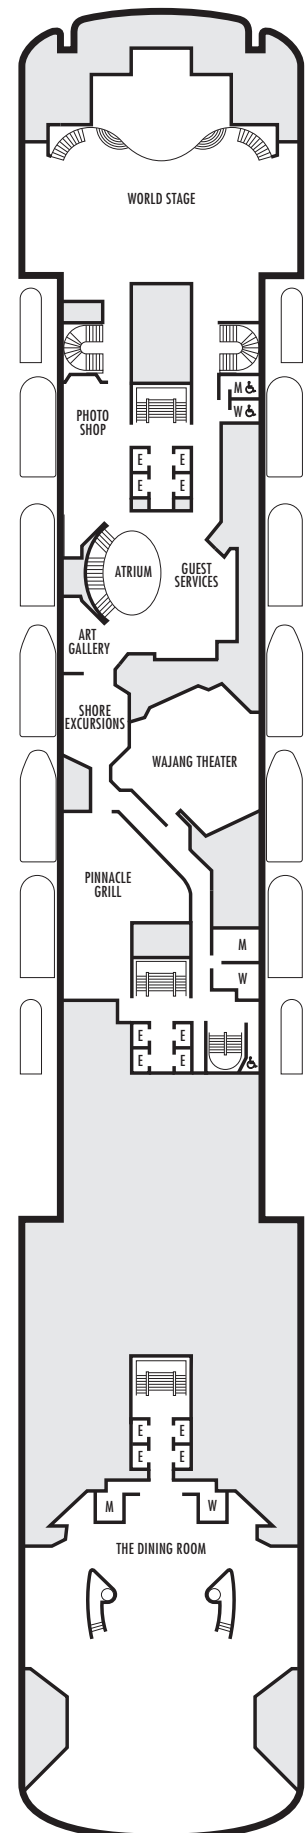 WORLD STAGE
M
W
PHOTO
SHOP
E E
E E
ATRIUM
GUEST
SERVICES
ART
GALLERY
SHORE
EXCURSIONS
WAJANG THEATER
PINNACLE
GRILL
M
W
E E
E E
E E
E E
M W
THE DINING ROOM